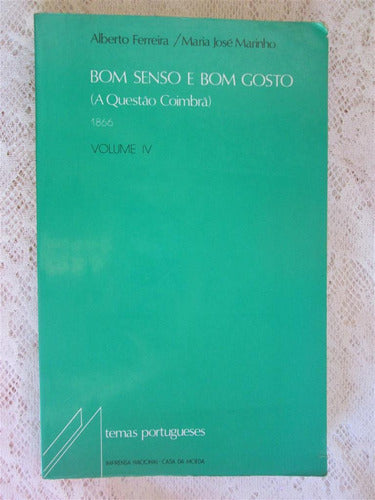 Alberto Ferreira / Maria José Marinho
BOM SENSO E BOM GOSTO
(A Questão Coimbrã)
1866
VOLUME IV
temas portugueses
IMPRENSA NACIONAL - CASA DA MOEDA